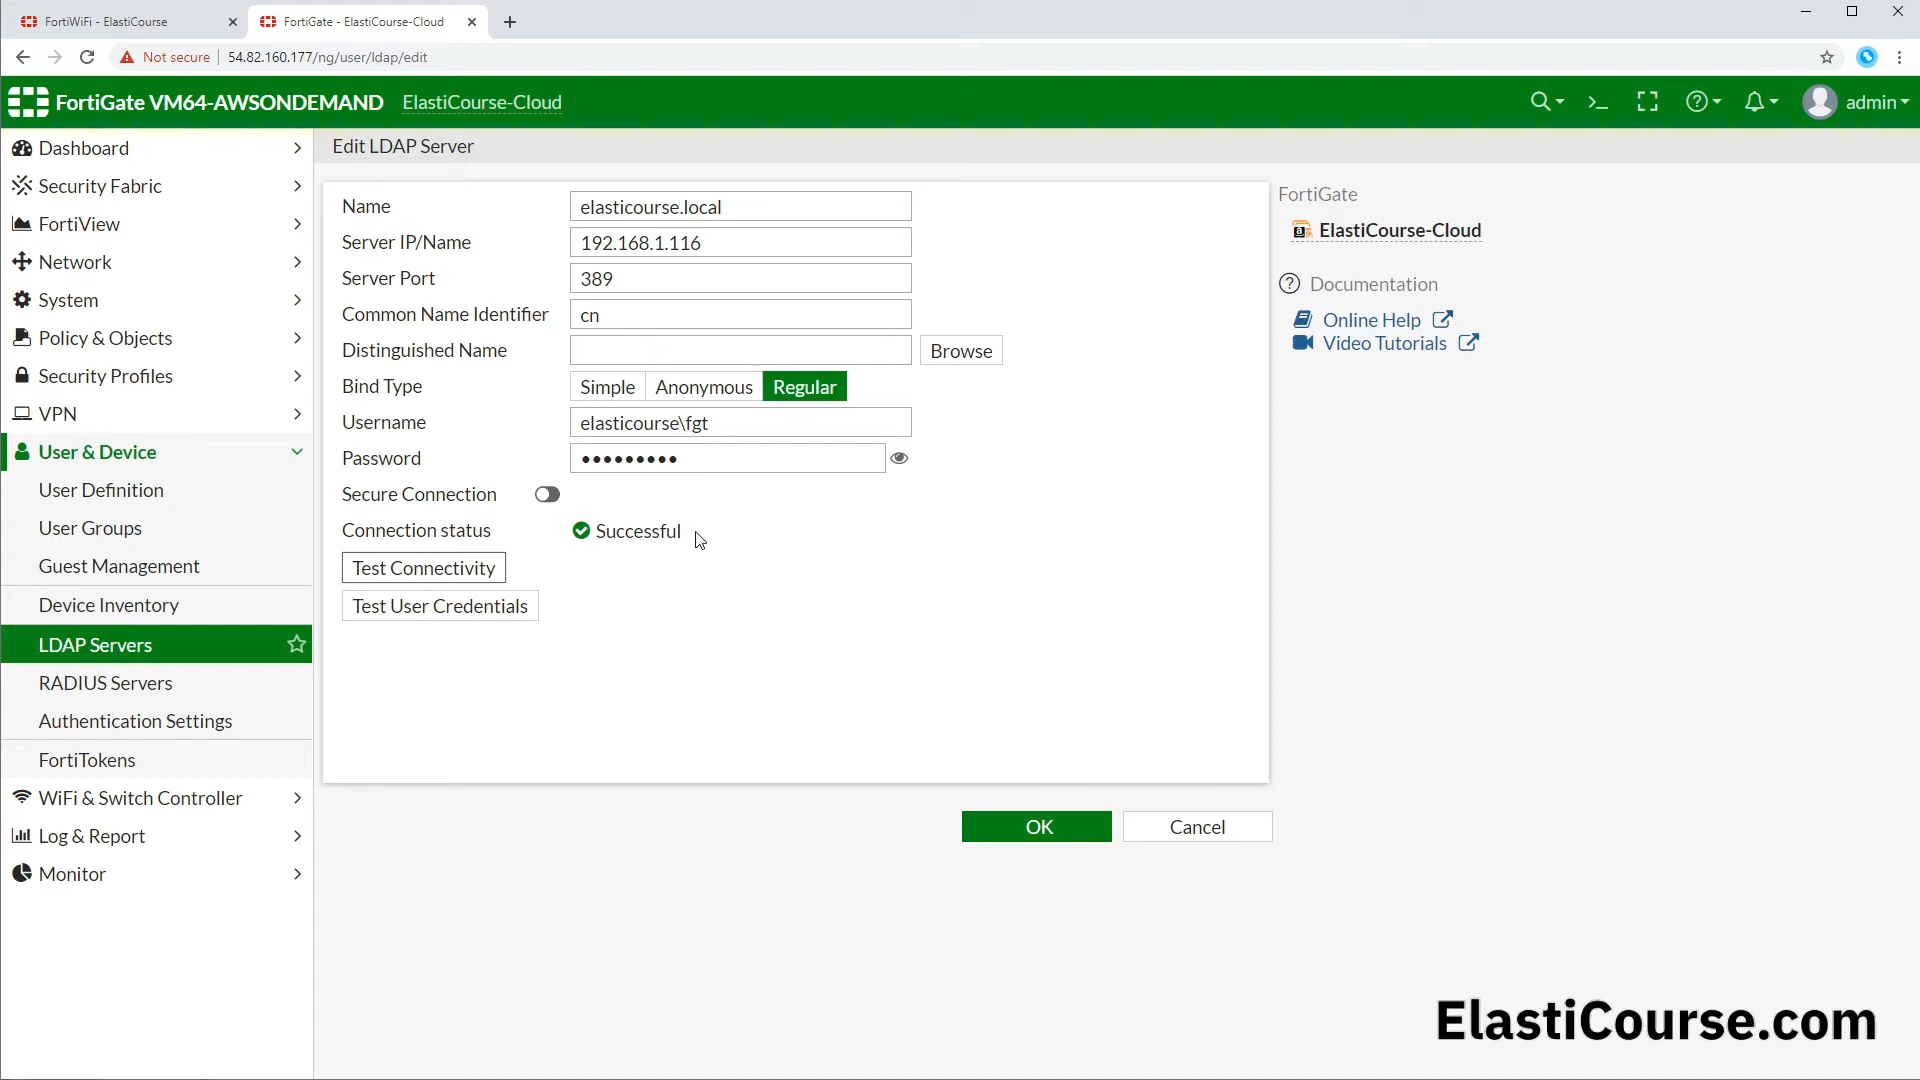 FortiWiFi - ElastiCourse
FortiGate - ElastiCourse-Cloud
Not secure
54.82.160.177/ng/user/ldap/edit
FortiGate VM64-AWSONDEMAND
ElastiCourse-Cloud
admin
Dashboard
Security Fabric
FortiView
Network
System
Policy & Objects
Security Profiles
VPN
User & Device
User Definition
User Groups
Guest Management
Device Inventory
LDAP Servers
RADIUS Servers
Authentication Settings
FortiTokens
WiFi & Switch Controller
Log & Report
Monitor
Edit LDAP Server
Name elasticourse.local
Server IP/Name 192.168.1.116
Server Port 389
Common Name Identifier cn
Distinguished Name Browse
Bind Type Simple Anonymous Regular
Username elasticourse\fgt
Password •••••••••
Secure Connection
Connection status Successful
Test Connectivity
Test User Credentials
OK Cancel
FortiGate
ElastiCourse-Cloud
Documentation
Online Help
Video Tutorials
ElastiCourse.com